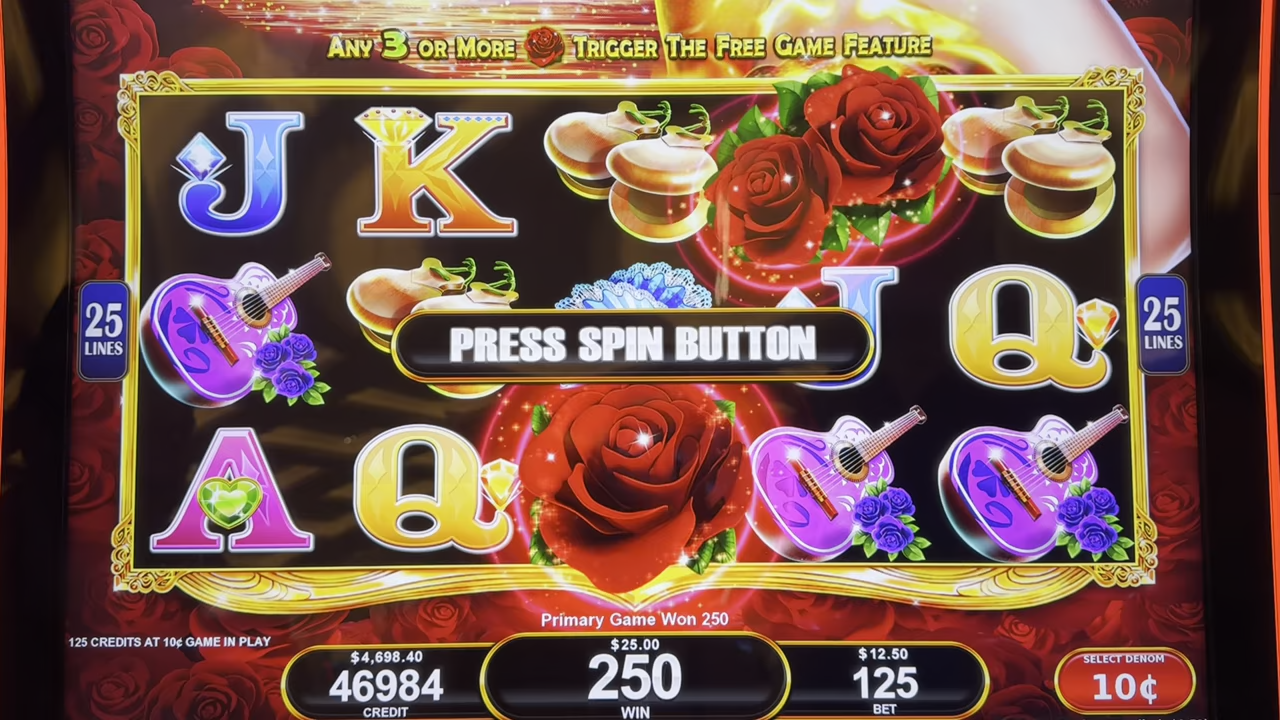 ANY 3 OR MORE TRIGGER THE FREE GAME FEATURE
J K
25 LINES
J Q
25 LINES
PRESS SPIN BUTTON
A Q
Primary Game Won 250
125 CREDITS AT 10¢ GAME IN PLAY
$4,698.40
46984
CREDIT
$25.00
250
WIN
$12.50
125
BET
SELECT DENOM
10¢